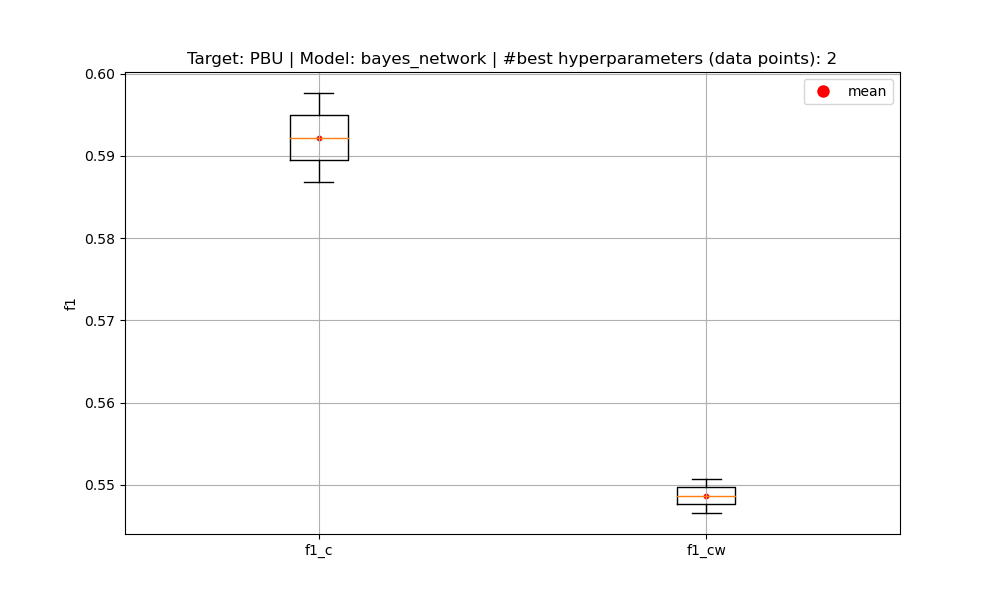 Target: PBU | Model: bayes_network | #best hyperparameters (data points): 2
mean
0.60
0.59
0.58
0.57
0.56
0.55
f1
f1_c
f1_cw